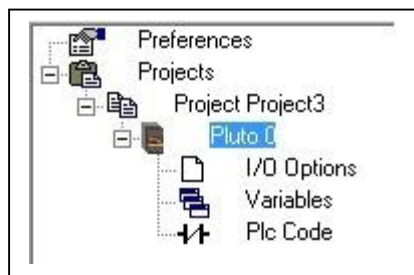 Preferences
Projects
Project Project3
Pluto 0
I/O Options
Variables
Plc Code